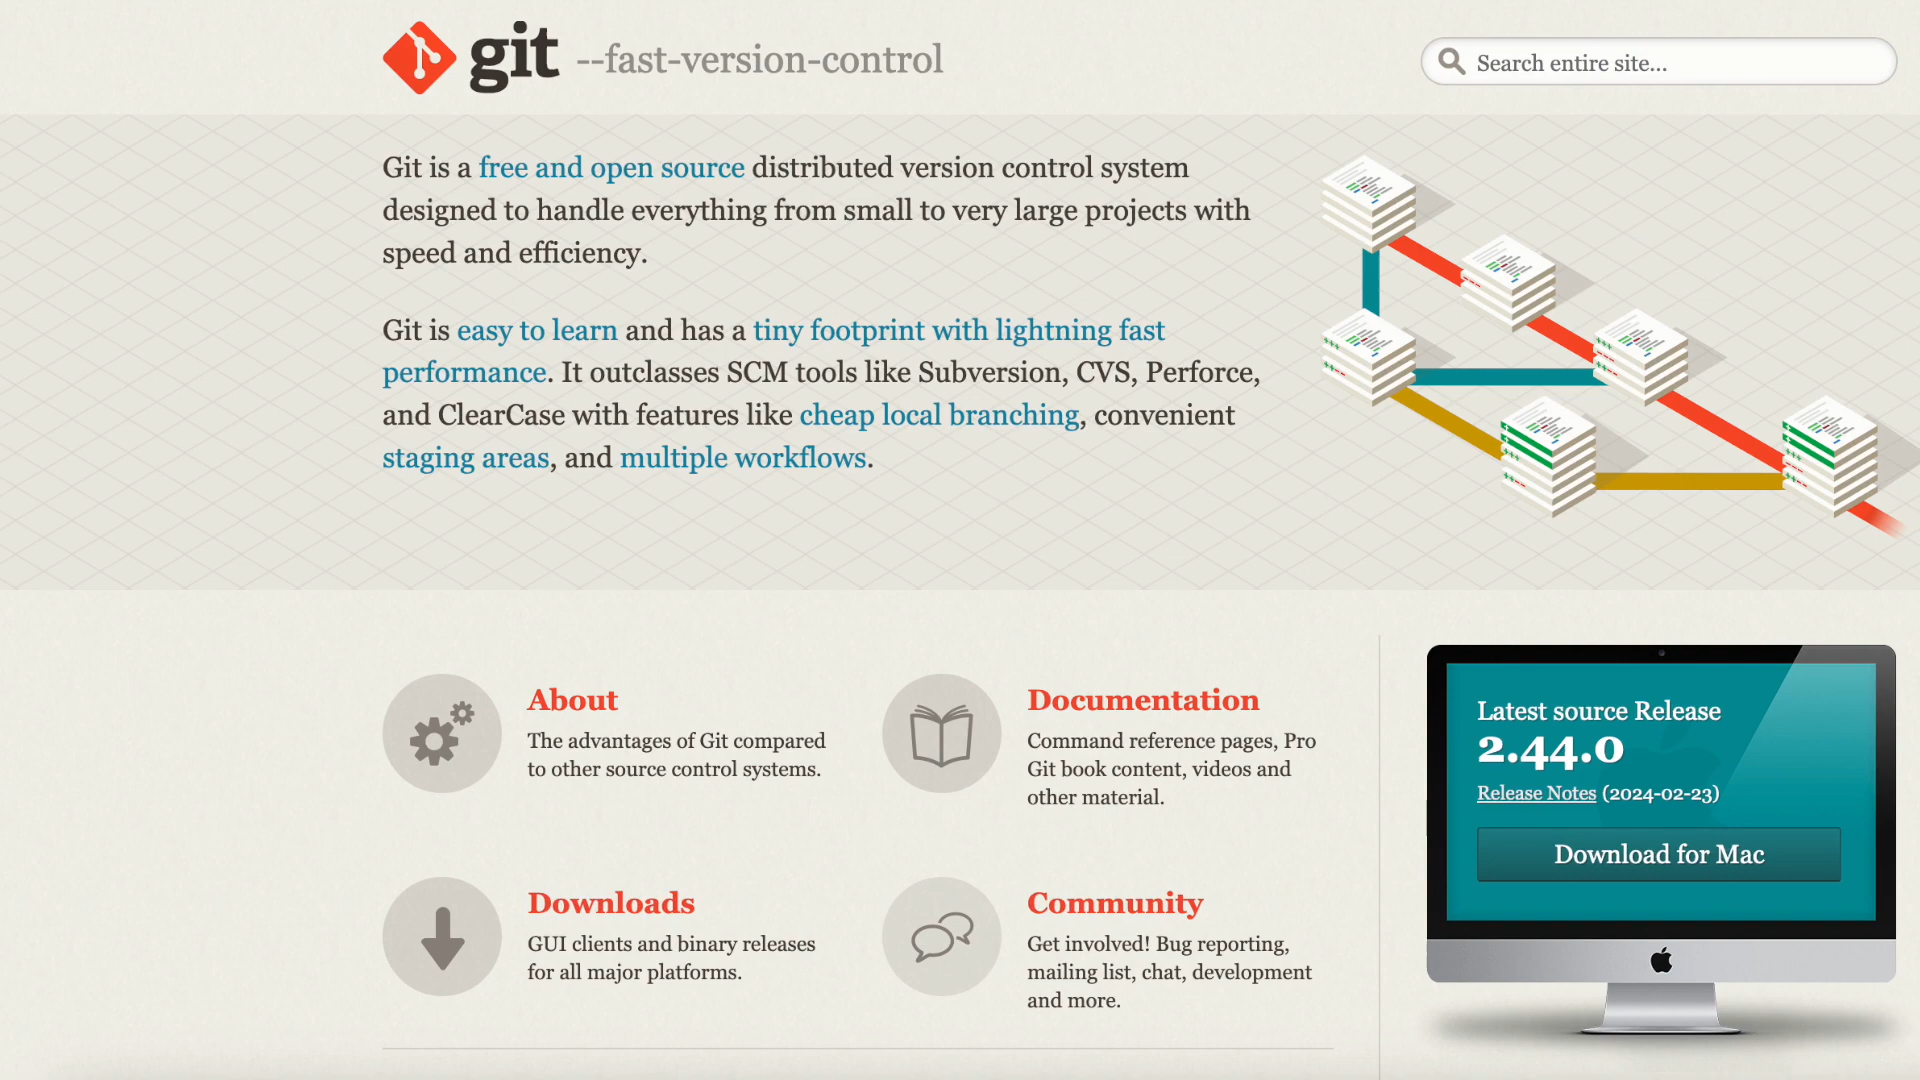 git --fast-version-control
Search entire site...
Git is a free and open source distributed version control system
designed to handle everything from small to very large projects with
speed and efficiency.
Git is easy to learn and has a tiny footprint with lightning fast
performance. It outclasses SCM tools like Subversion, CVS, Perforce,
and ClearCase with features like cheap local branching, convenient
staging areas, and multiple workflows.
About
The advantages of Git compared
to other source control systems.
Documentation
Command reference pages, Pro
Git book content, videos and
other material.
Downloads
GUI clients and binary releases
for all major platforms.
Community
Get involved! Bug reporting,
mailing list, chat, development
and more.
Latest source Release
2.44.0
Release Notes (2024-02-23)
Download for Mac